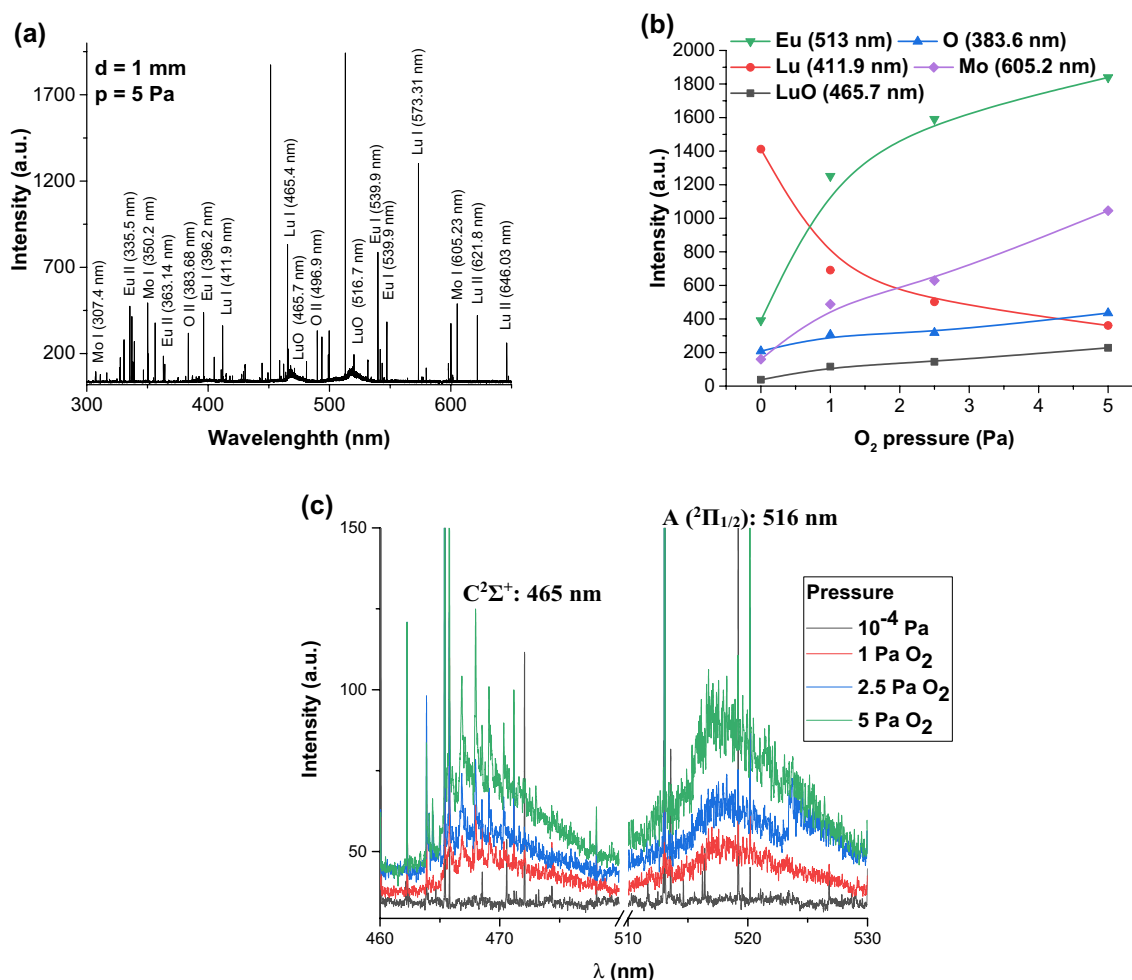 (a)
d = 1 mm
p = 5 Pa
Intensity (a.u.)
1700
1200
700
200
Mo I (307.4 nm)
Eu II (335.5 nm)
Mo I (350.2 nm)
Eu II (363.14 nm)
O II (383.68 nm)
Eu I (396.2 nm)
Lu I (411.9 nm)
Lu I (465.4 nm)
LuO (465.7 nm)
O II (496.9 nm)
LuO (516.7 nm)
Eu I (539.9 nm)
Eu I (539.9 nm)
Lu I (573.31 nm)
Mo I (605.23 nm)
Lu II (621.8 nm)
Lu II (646.03 nm)
300 400 500 600
Wavelenghth (nm)
(b)
Eu (513 nm) O (383.6 nm)
Lu (411.9 nm) Mo (605.2 nm)
LuO (465.7 nm)
Intensity (a.u.)
2000
1800
1600
1400
1200
1000
800
600
400
200
0
0 1 2 3 4 5
O₂ pressure (Pa)
(c)
A (²Π₁/₂): 516 nm
C²Σ⁺: 465 nm
Intensity (a.u.)
150
100
50
Pressure
10⁻⁴ Pa
1 Pa O₂
2.5 Pa O₂
5 Pa O₂
460 470 510 520 530
λ (nm)